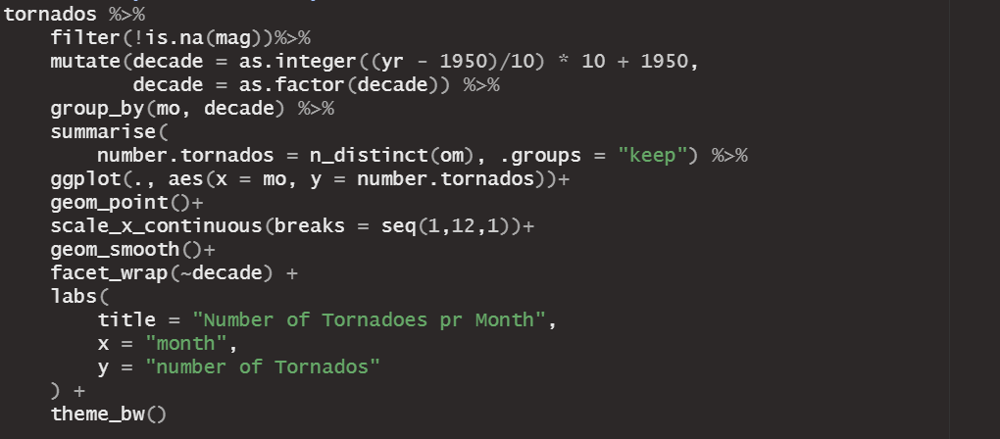 tornados %>%
    filter(!is.na(mag))%>%
    mutate(decade = as.integer((yr - 1950)/10) * 10 + 1950,
           decade = as.factor(decade)) %>%
    group_by(mo, decade) %>%
    summarise(
        number.tornados = n_distinct(om), .groups = "keep") %>%
    ggplot(., aes(x = mo, y = number.tornados))+
    geom_point()+
    scale_x_continuous(breaks = seq(1,12,1))+
    geom_smooth()+
    facet_wrap(~decade) +
    labs(
        title = "Number of Tornadoes pr Month",
        x = "month",
        y = "number of Tornados"
    ) +
    theme_bw()